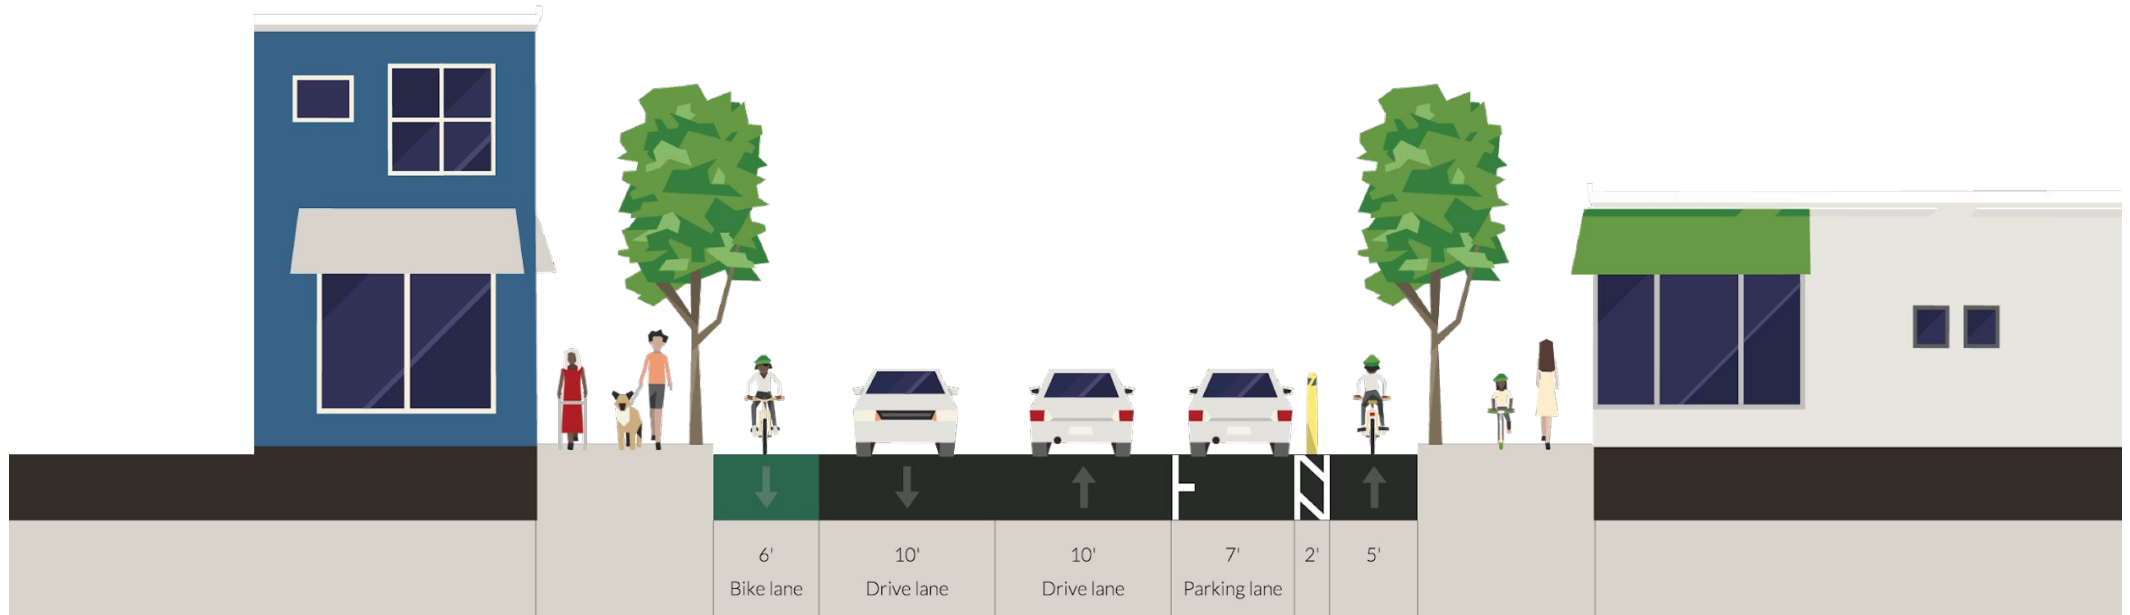 6' 10' 10' 7' 2' 5'
Bike lane Drive lane Drive lane Parking lane